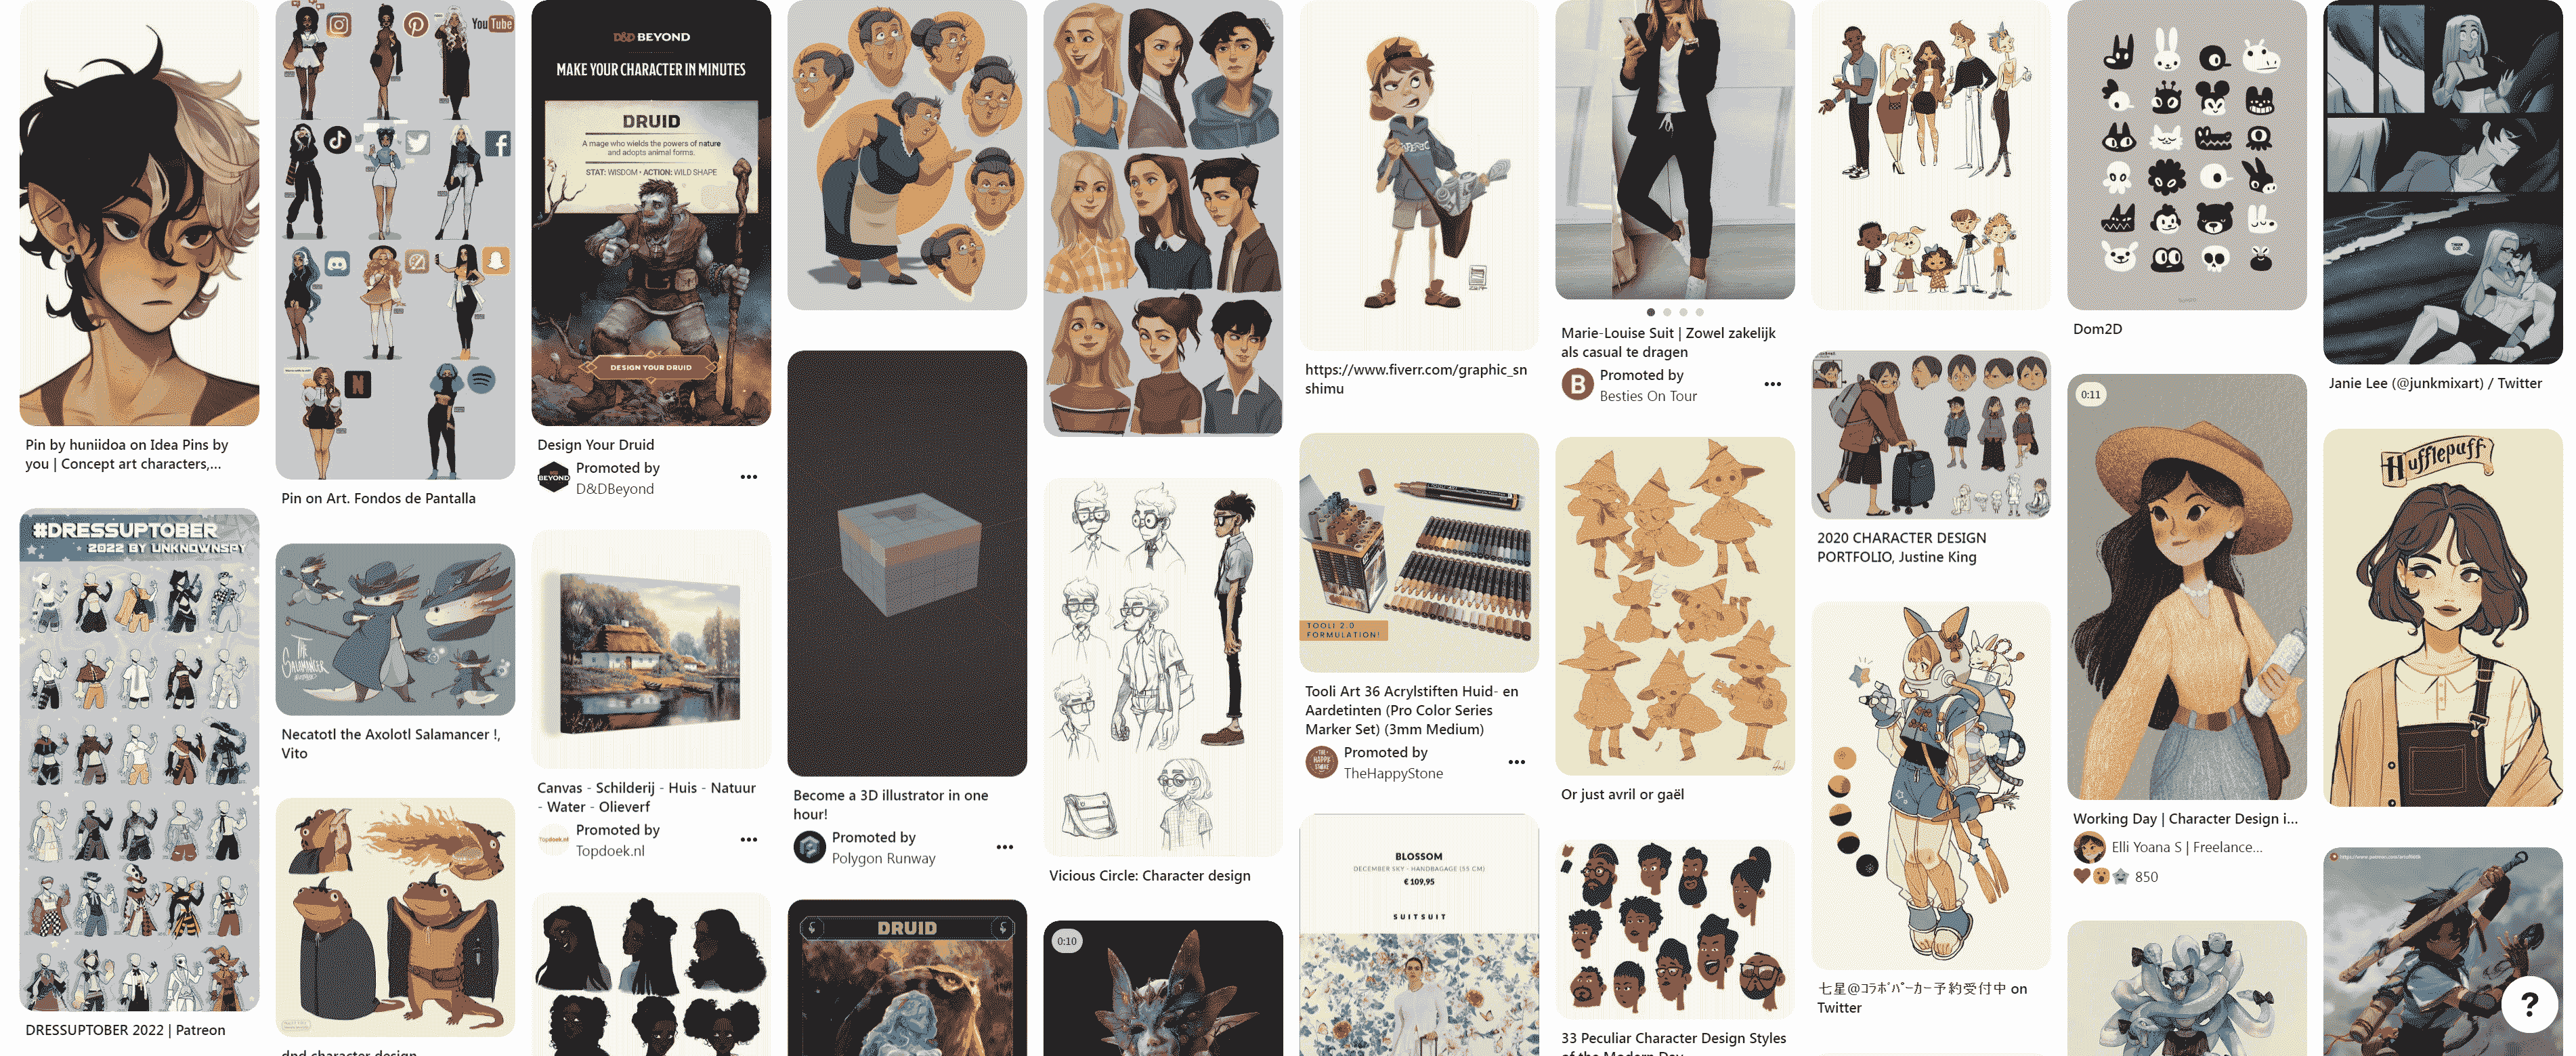 Pin by huniidoa on Idea Pins by
you | Concept art characters,...
#DRESSUPTOBER
2022 BY UNKNOWNSPY
DRESSUPTOBER 2022 | Patreon
YouTube
Pin on Art. Fondos de Pantalla
THE
SALAMANCER
Necatotl the Axolotl Salamancer !,
Vito
dnd character design
D&D BEYOND
MAKE YOUR CHARACTER IN MINUTES
DRUID
A mage who wields the powers of nature
and adopts animal forms.
STAT: WISDOM • ACTION: WILD SHAPE
DESIGN YOUR DRUID
Design Your Druid
BEYOND
Promoted by
D&DBeyond
Canvas - Schilderij - Huis - Natuur
- Water - Olieverf
Topdoek.nl
Promoted by
Topdoek.nl
Become a 3D illustrator in one
hour!
Promoted by
Polygon Runway
DRUID
Vicious Circle: Character design
0:10
https://www.fiverr.com/graphic_sn
shimu
TOOLI 2.0
FORMULATION!
Tooli Art 36 Acrylstiften Huid- en
Aardetinten (Pro Color Series
Marker Set) (3mm Medium)
THE
HAPPY
STONE
Promoted by
TheHappyStone
BLOSSOM
DECEMBER SKY - HANDBAGAGE (55 CM)
€ 109,95
SUITSUIT
Marie-Louise Suit | Zowel zakelijk
als casual te dragen
B
Promoted by
Besties On Tour
Or just avril or gaël
33 Peculiar Character Design Styles
of the Modern Day
2020 CHARACTER DESIGN
PORTFOLIO, Justine King
七星@コラボパーカー予約受付中 on
Twitter
Dom2D
0:11
Working Day | Character Design i...
Elli Yoana S | Freelance...
850
THANK
GOD.
Janie Lee (@junkmixart) / Twitter
Hufflepuff
?